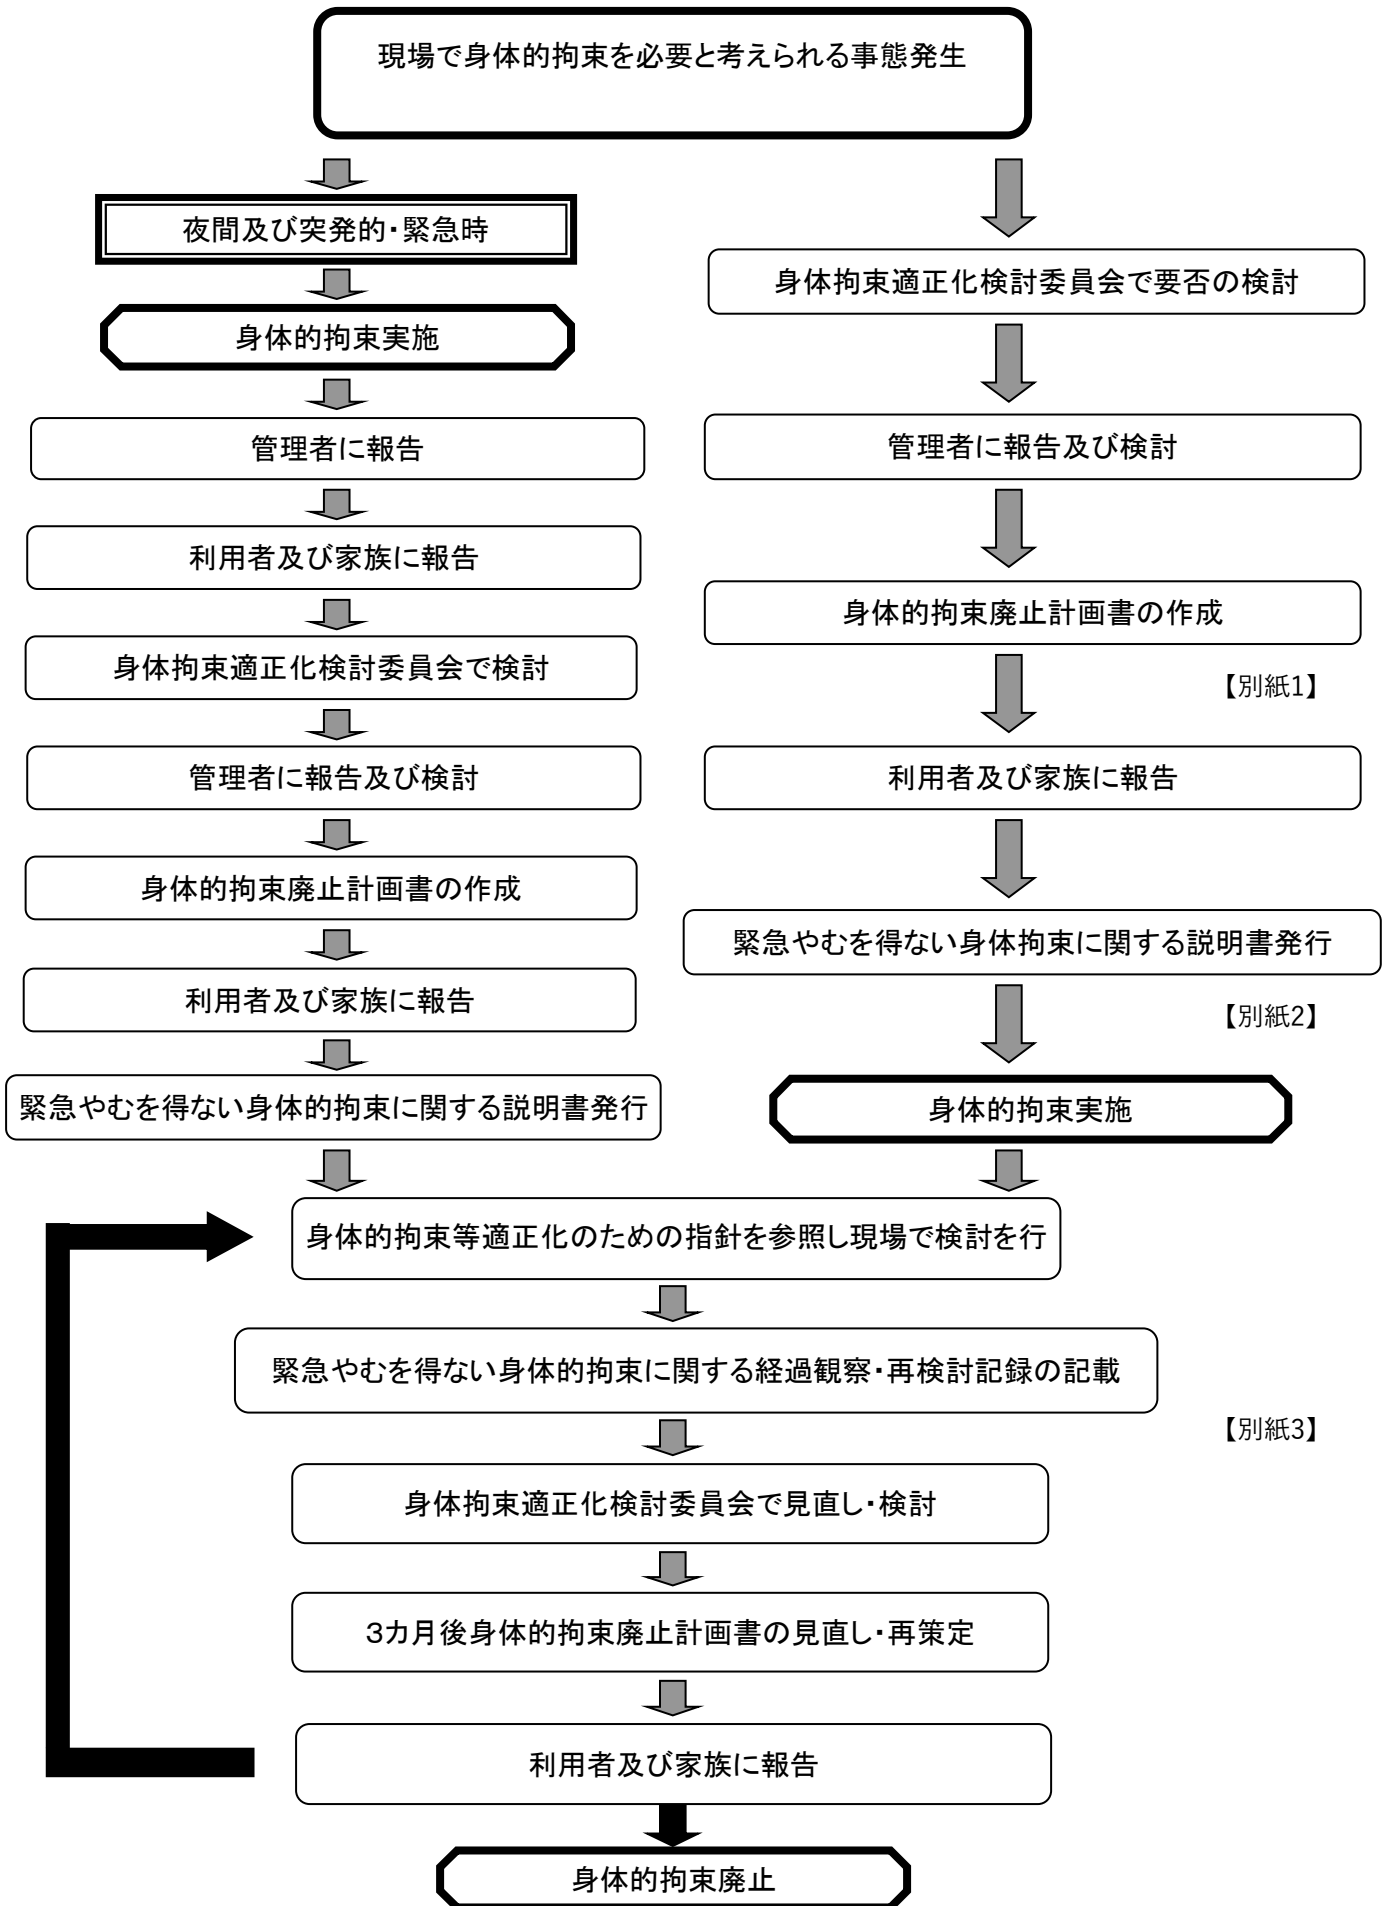 現場で身体的拘束を必要と考えられる事態発生
夜間及び突発的・緊急時
身体的拘束実施
管理者に報告
利用者及び家族に報告
身体拘束適正化検討委員会で検討
管理者に報告及び検討
身体的拘束廃止計画書の作成
利用者及び家族に報告
緊急やむを得ない身体的拘束に関する説明書発行
身体拘束適正化検討委員会で要否の検討
管理者に報告及び検討
身体的拘束廃止計画書の作成
【別紙1】
利用者及び家族に報告
緊急やむを得ない身体拘束に関する説明書発行
【別紙2】
身体的拘束実施
身体的拘束等適正化のための指針を参照し現場で検討を行
緊急やむを得ない身体的拘束に関する経過観察・再検討記録の記載
【別紙3】
身体拘束適正化検討委員会で見直し・検討
3カ月後身体的拘束廃止計画書の見直し・再策定
利用者及び家族に報告
身体的拘束廃止